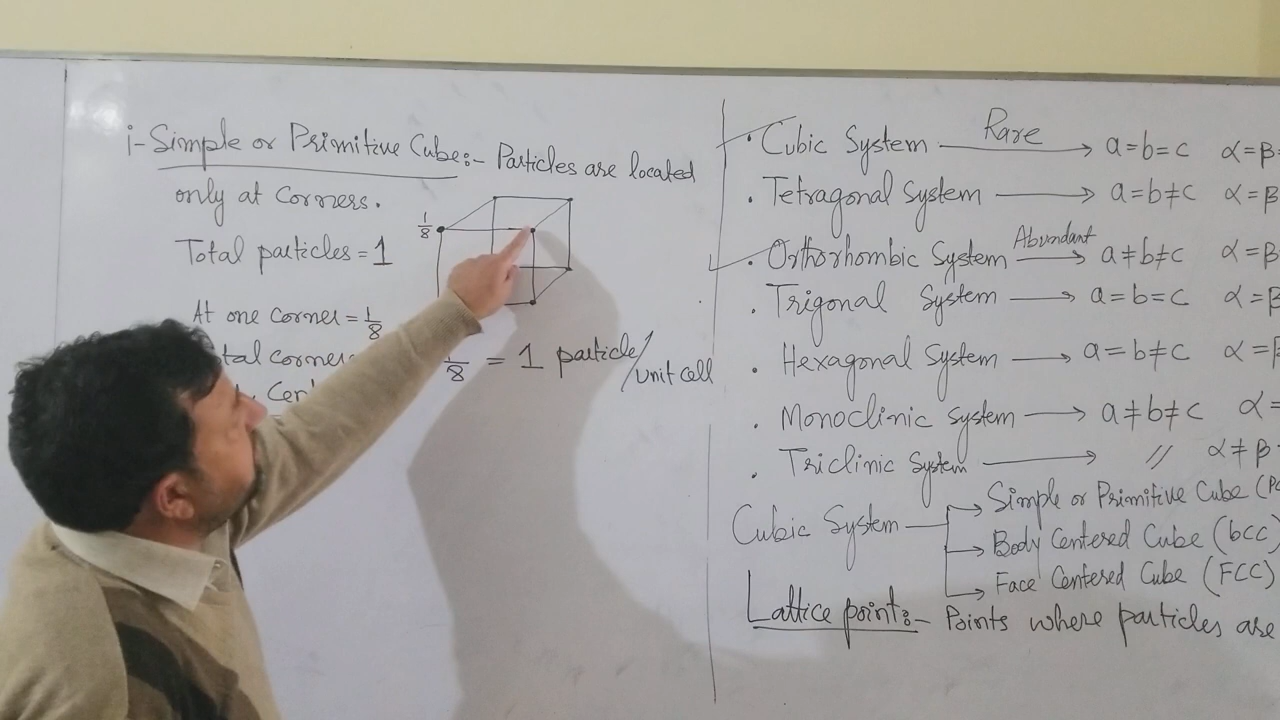 i- Simple or Primitive Cube:- Particles are located
only at Corners.
1/8
Total particles = 1
At one corner = 1/8
1/8 = 1 particle/unit cell
Rare
• Cubic System → a = b = c α = β
• Tetragonal System → a = b ≠ c α = β
Abundant
• Orthorhombic System → a ≠ b ≠ c α = β
• Trigonal System → a = b = c α = β
• Hexagonal System → a = b ≠ c α = β
• Monoclinic System → a ≠ b ≠ c α =
• Triclinic System → // α ≠ β
Cubic System → Simple or Primitive Cube (
→ Body Centered Cube (bCC)
→ Face Centered Cube (FCC)
Lattice point:- Points where particles are